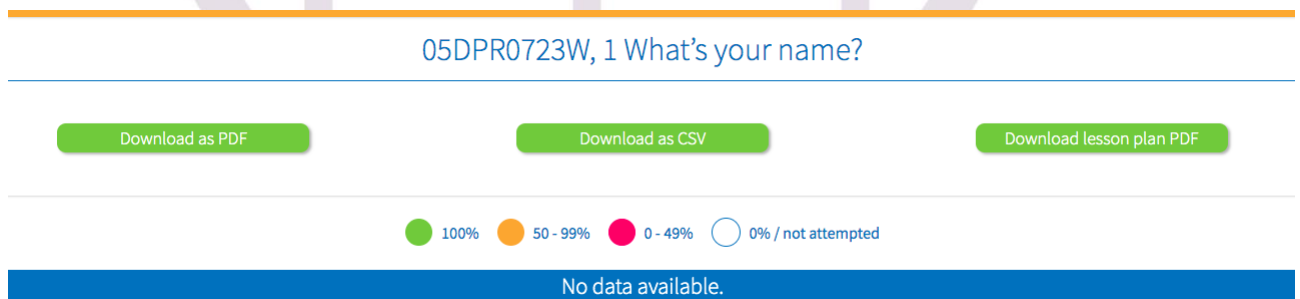 05DPR0723W, 1 What’s your name?
Download as PDF Download as CSV Download lesson plan PDF
100% 50 - 99% 0 - 49% 0% / not attempted
No data available.